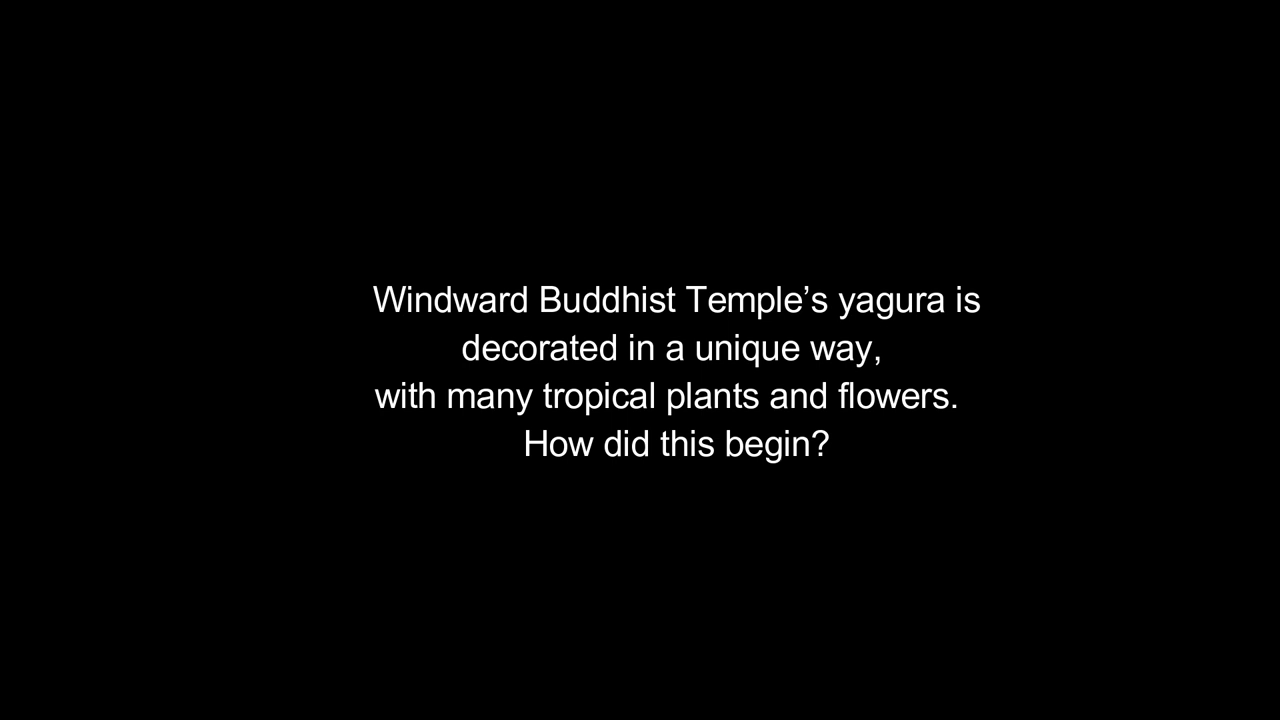 Windward Buddhist Temple’s yagura is
decorated in a unique way,
with many tropical plants and flowers.
How did this begin?